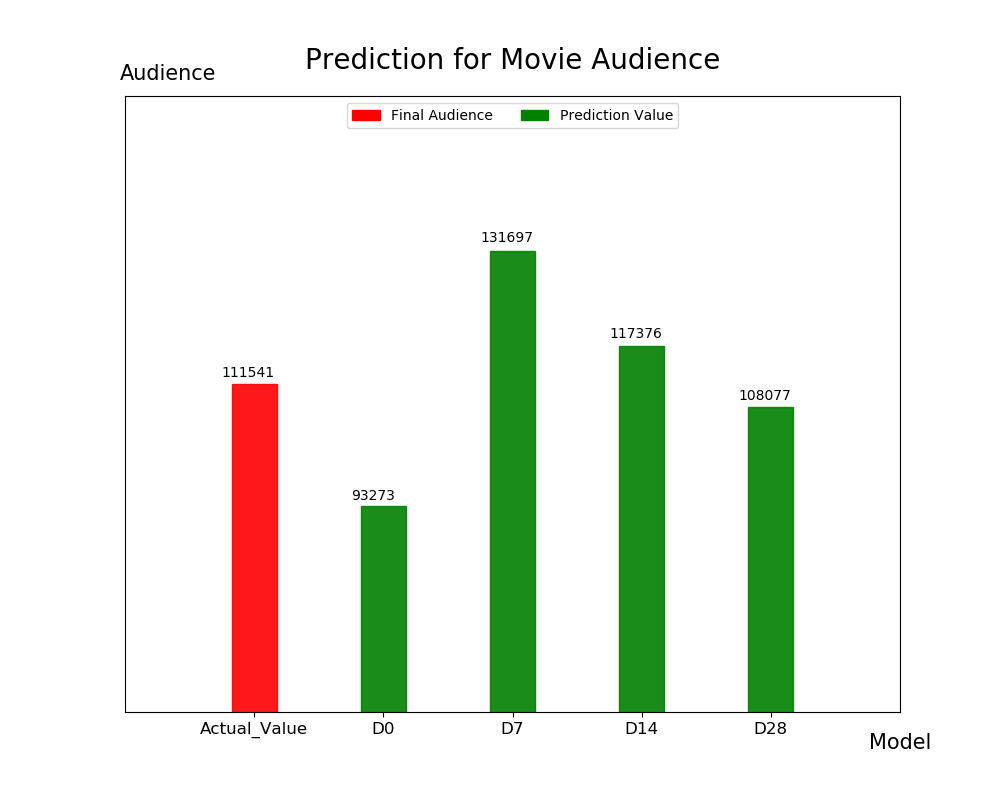 Prediction for Movie Audience
Audience
Final Audience
Prediction Value
131697
117376
111541
108077
93273
Actual_Value
D0
D7
D14
D28
Model